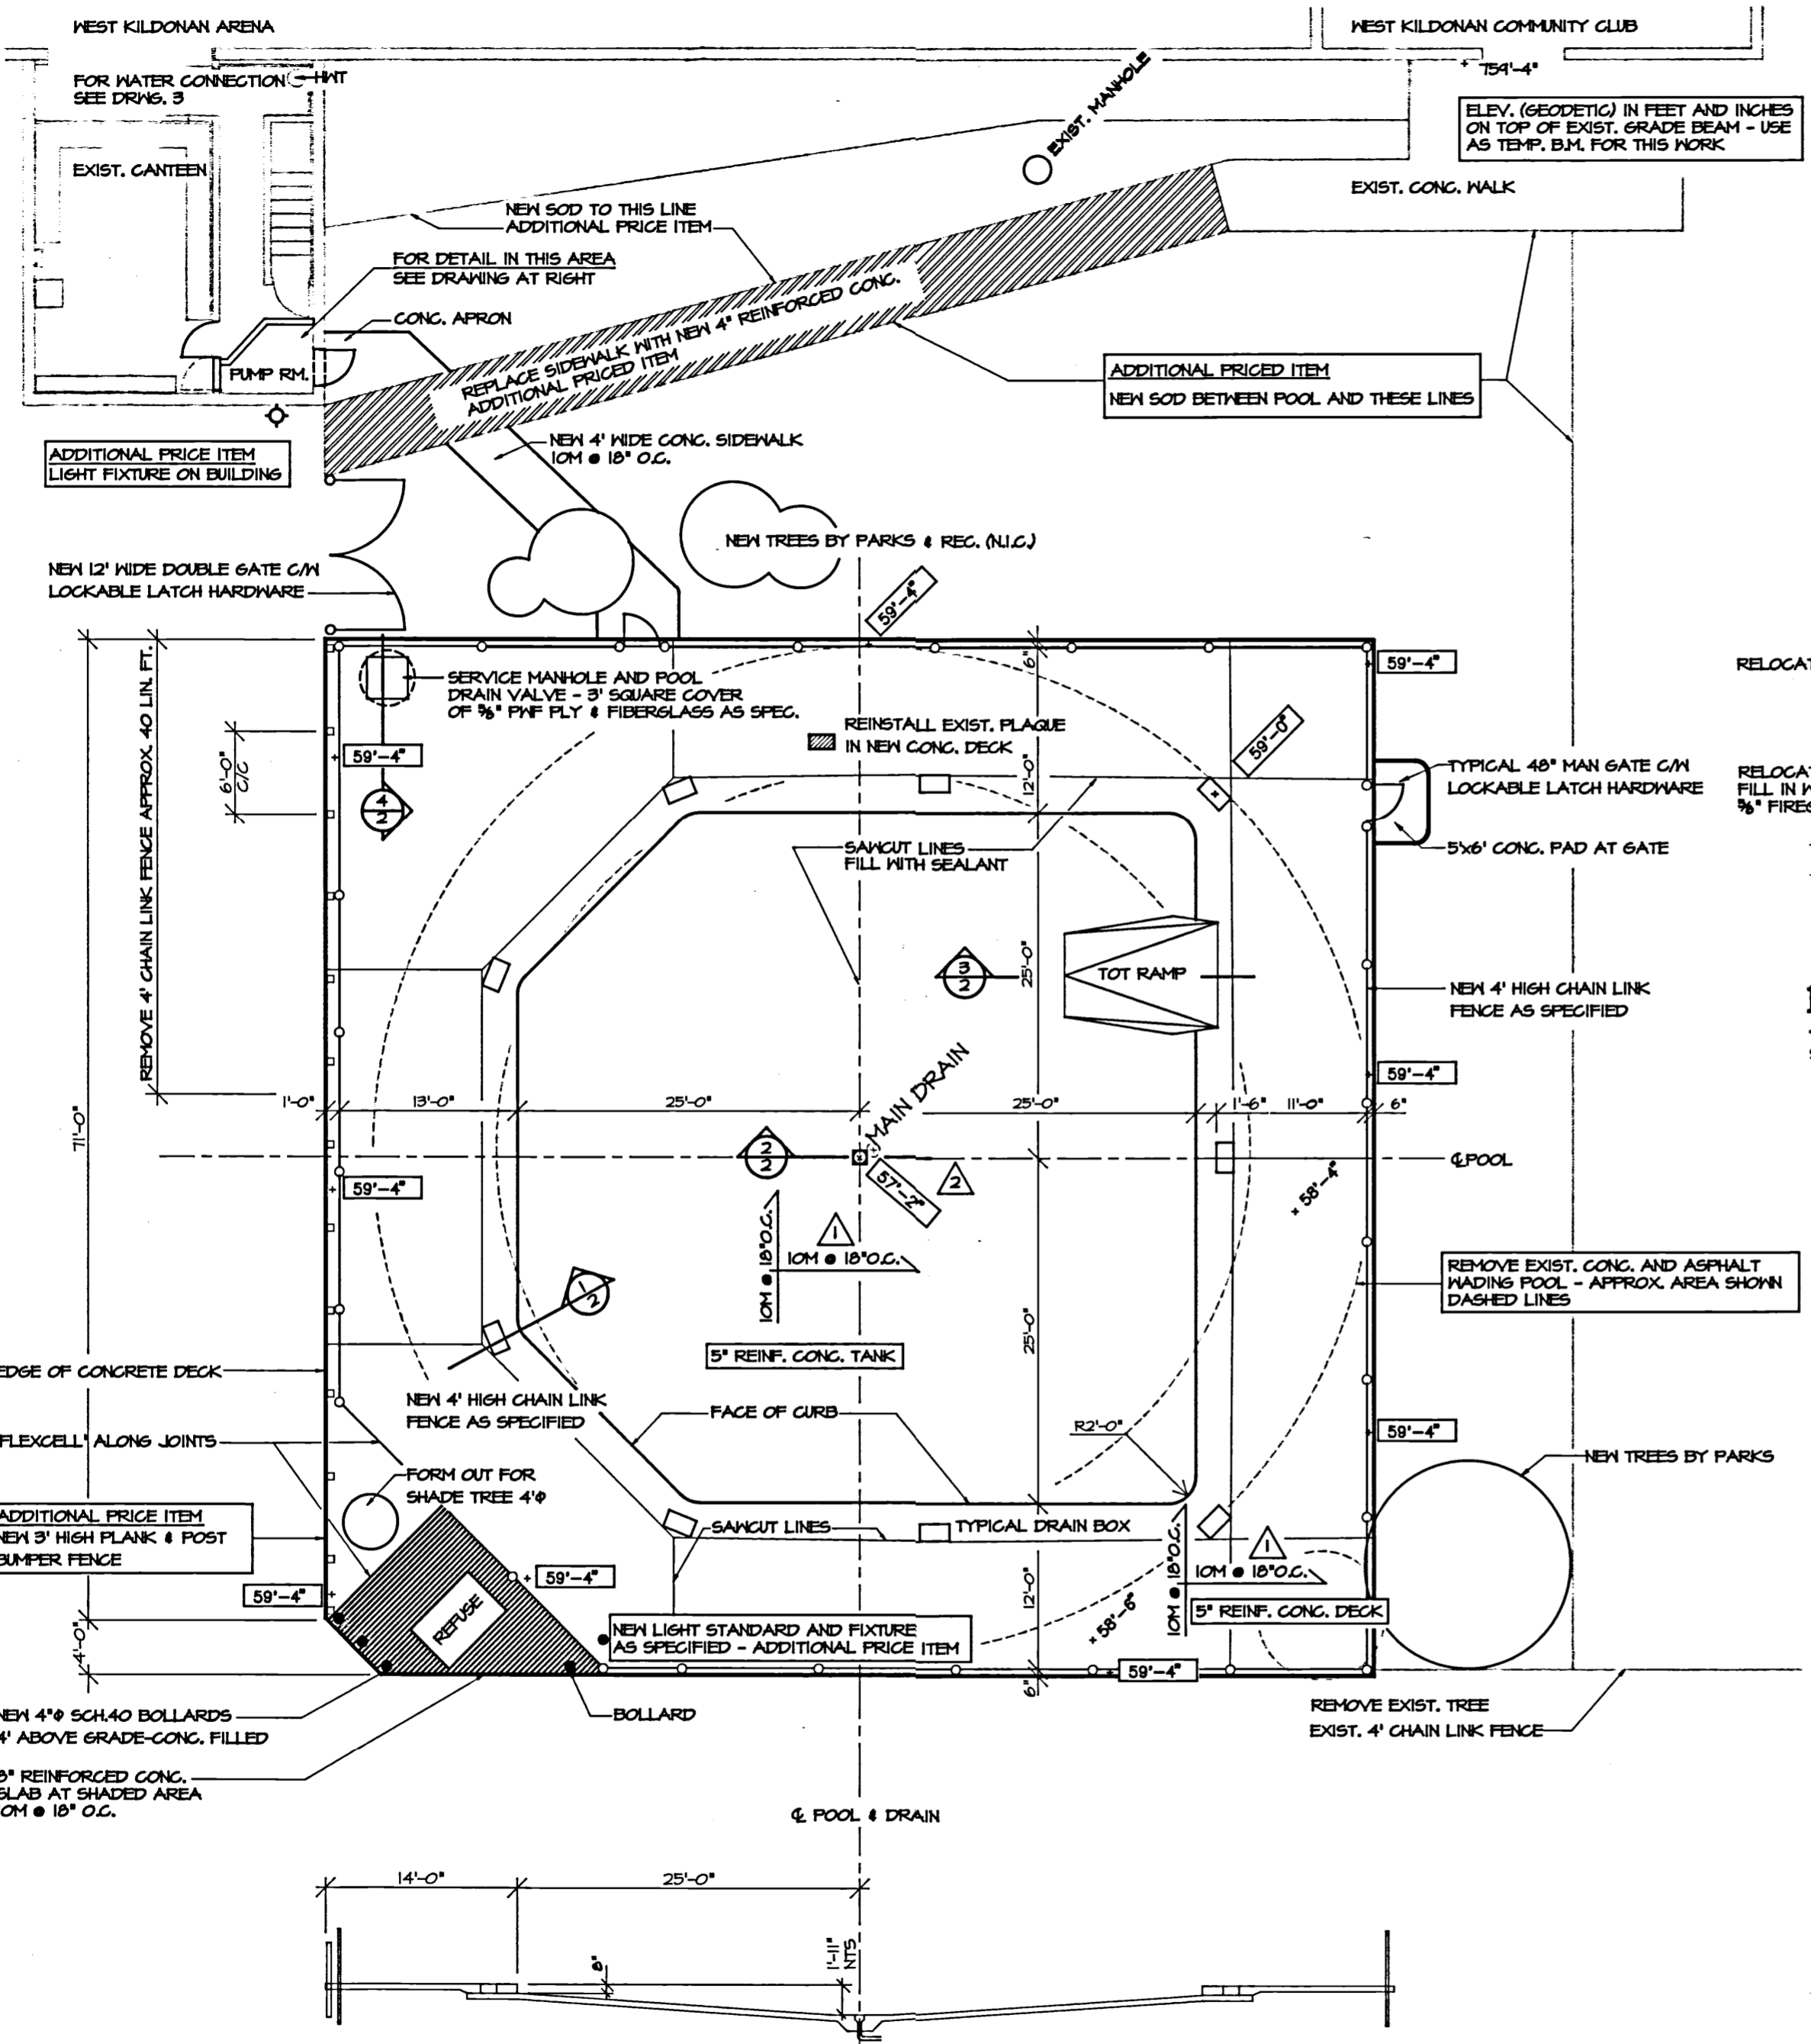 WEST KILDONAN ARENA
WEST KILDONAN COMMUNITY CLUB
FOR WATER CONNECTION
SEE DRWG. 3
HWT
759'-4"
ELEV. (GEODETIC) IN FEET AND INCHES
ON TOP OF EXIST. GRADE BEAM - USE
AS TEMP. B.M. FOR THIS WORK
EXIST. MANHOLE
EXIST. CANTEEN
EXIST. CONC. WALK
NEW SOD TO THIS LINE
ADDITIONAL PRICE ITEM
FOR DETAIL IN THIS AREA
SEE DRAWING AT RIGHT
CONC. APRON
REPLACE SIDEWALK WITH NEW 4" REINFORCED CONC.
ADDITIONAL PRICED ITEM
PUMP RM.
ADDITIONAL PRICED ITEM
NEW SOD BETWEEN POOL AND THESE LINES
ADDITIONAL PRICE ITEM
LIGHT FIXTURE ON BUILDING
NEW 4' WIDE CONC. SIDEWALK
10M @ 18" O.C.
NEW TREES BY PARKS & REC. (N.I.C.)
NEW 12' WIDE DOUBLE GATE C/W
LOCKABLE LATCH HARDWARE
59'-4"
6"
59'-4"
RELOCAT
REMOVE 4' CHAIN LINK FENCE APPROX. 40 LIN. FT.
SERVICE MANHOLE AND POOL
DRAIN VALVE - 3' SQUARE COVER
OF 5/8" PWF PLY & FIBERGLASS AS SPEC.
REINSTALL EXIST. PLAQUE
IN NEW CONC. DECK
59'-0"
59'-4"
6'-0"
C/C
12'-0"
TYPICAL 48" MAN GATE C/W
LOCKABLE LATCH HARDWARE
RELOCAT
FILL IN W
5/8" FIREC
4
2
SAWCUT LINES
FILL WITH SEALANT
5'x6' CONC. PAD AT GATE
3
2
25'-0"
TOT RAMP
NEW 4' HIGH CHAIN LINK
FENCE AS SPECIFIED
MAIN DRAIN
59'-4"
71'-0"
1'-0"
13'-0"
25'-0"
25'-0"
1'-6"
11'-0"
6"
2
2
℄ POOL
59'-4"
57'-2"
2
58'-4"
10M @ 18"O.C.
1
10M @ 18"O.C.
REMOVE EXIST. CONC. AND ASPHALT
WADING POOL - APPROX. AREA SHOWN
DASHED LINES
1
2
25'-0"
5" REINF. CONC. TANK
EDGE OF CONCRETE DECK
NEW 4' HIGH CHAIN LINK
FENCE AS SPECIFIED
FACE OF CURB
R2'-0"
59'-4"
FLEXCELL' ALONG JOINTS
NEW TREES BY PARKS
FORM OUT FOR
SHADE TREE 4'Φ
ADDITIONAL PRICE ITEM
NEW 3' HIGH PLANK & POST
BUMPER FENCE
SAWCUT LINES
TYPICAL DRAIN BOX
10M @ 18"O.C.
1
10M @ 18"O.C.
59'-4"
59'-4"
12'-0"
5" REINF. CONC. DECK
REFUSE
58'-6"
NEW LIGHT STANDARD AND FIXTURE
AS SPECIFIED - ADDITIONAL PRICE ITEM
4'-0"
6"
59'-4"
NEW 4"Φ SCH.40 BOLLARDS
4' ABOVE GRADE-CONC. FILLED
BOLLARD
REMOVE EXIST. TREE
EXIST. 4' CHAIN LINK FENCE
REINFORCED CONC.
SLAB AT SHADED AREA
10M @ 18" O.C.
℄ POOL & DRAIN
14'-0"
25'-0"
8"
1'-11"
NTS